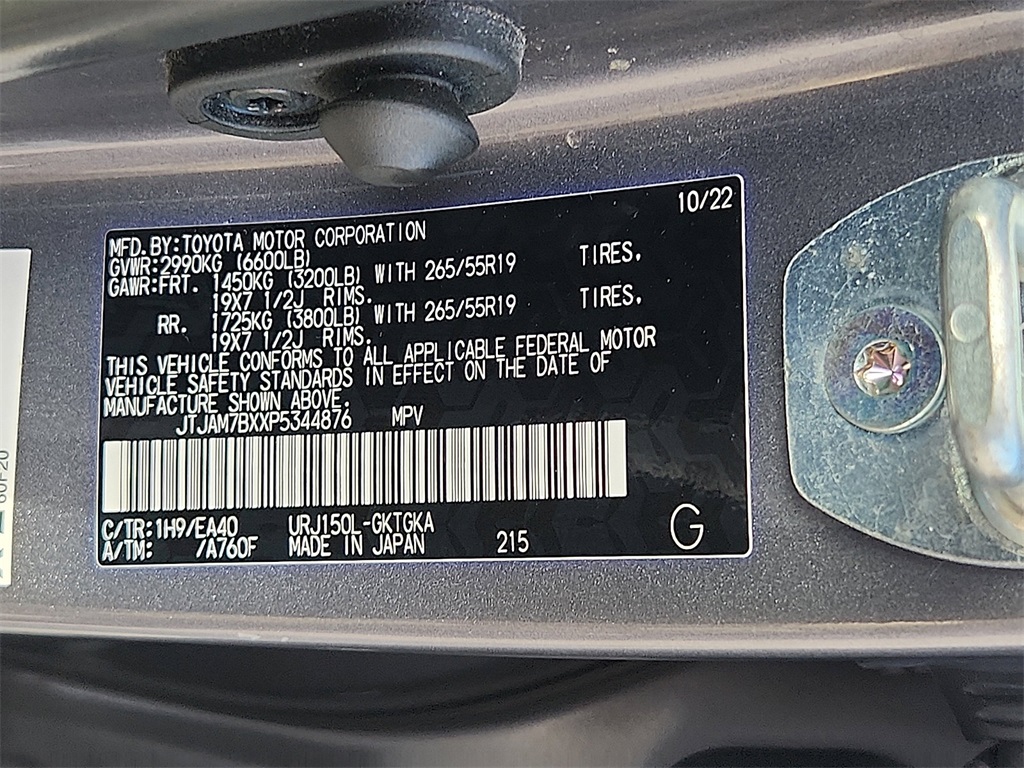 10/22
MFD. BY: TOYOTA MOTOR CORPORATION
GVWR: 2990KG (6600LB)
GAWR: FRT. 1450KG (3200LB) WITH 265/55R19 TIRES.
19X7 1/2J RIMS.
RR. 1725KG (3800LB) WITH 265/55R19 TIRES.
19X7 1/2J RIMS.
THIS VEHICLE CONFORMS TO ALL APPLICABLE FEDERAL MOTOR
VEHICLE SAFETY STANDARDS IN EFFECT ON THE DATE OF
MANUFACTURE SHOWN ABOVE.
JTJAM7BXXP5344876 MPV
C/TR: 1H9/EA40 URJ150L-GKTGKA
A/TM: /A760F MADE IN JAPAN 215 G
60F20